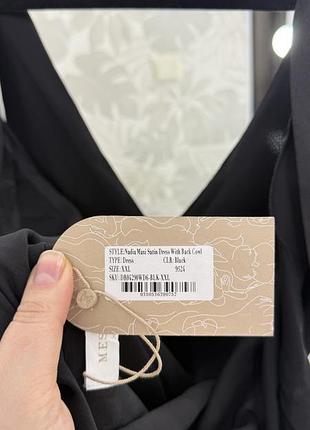 STYLE:Nadia Maxi Satin Dress With Back Cowl
TYPE: Dress CLR: Black
SIZE:XXL 9524
SKU:DR05290WD6-BLK-XXL
MES